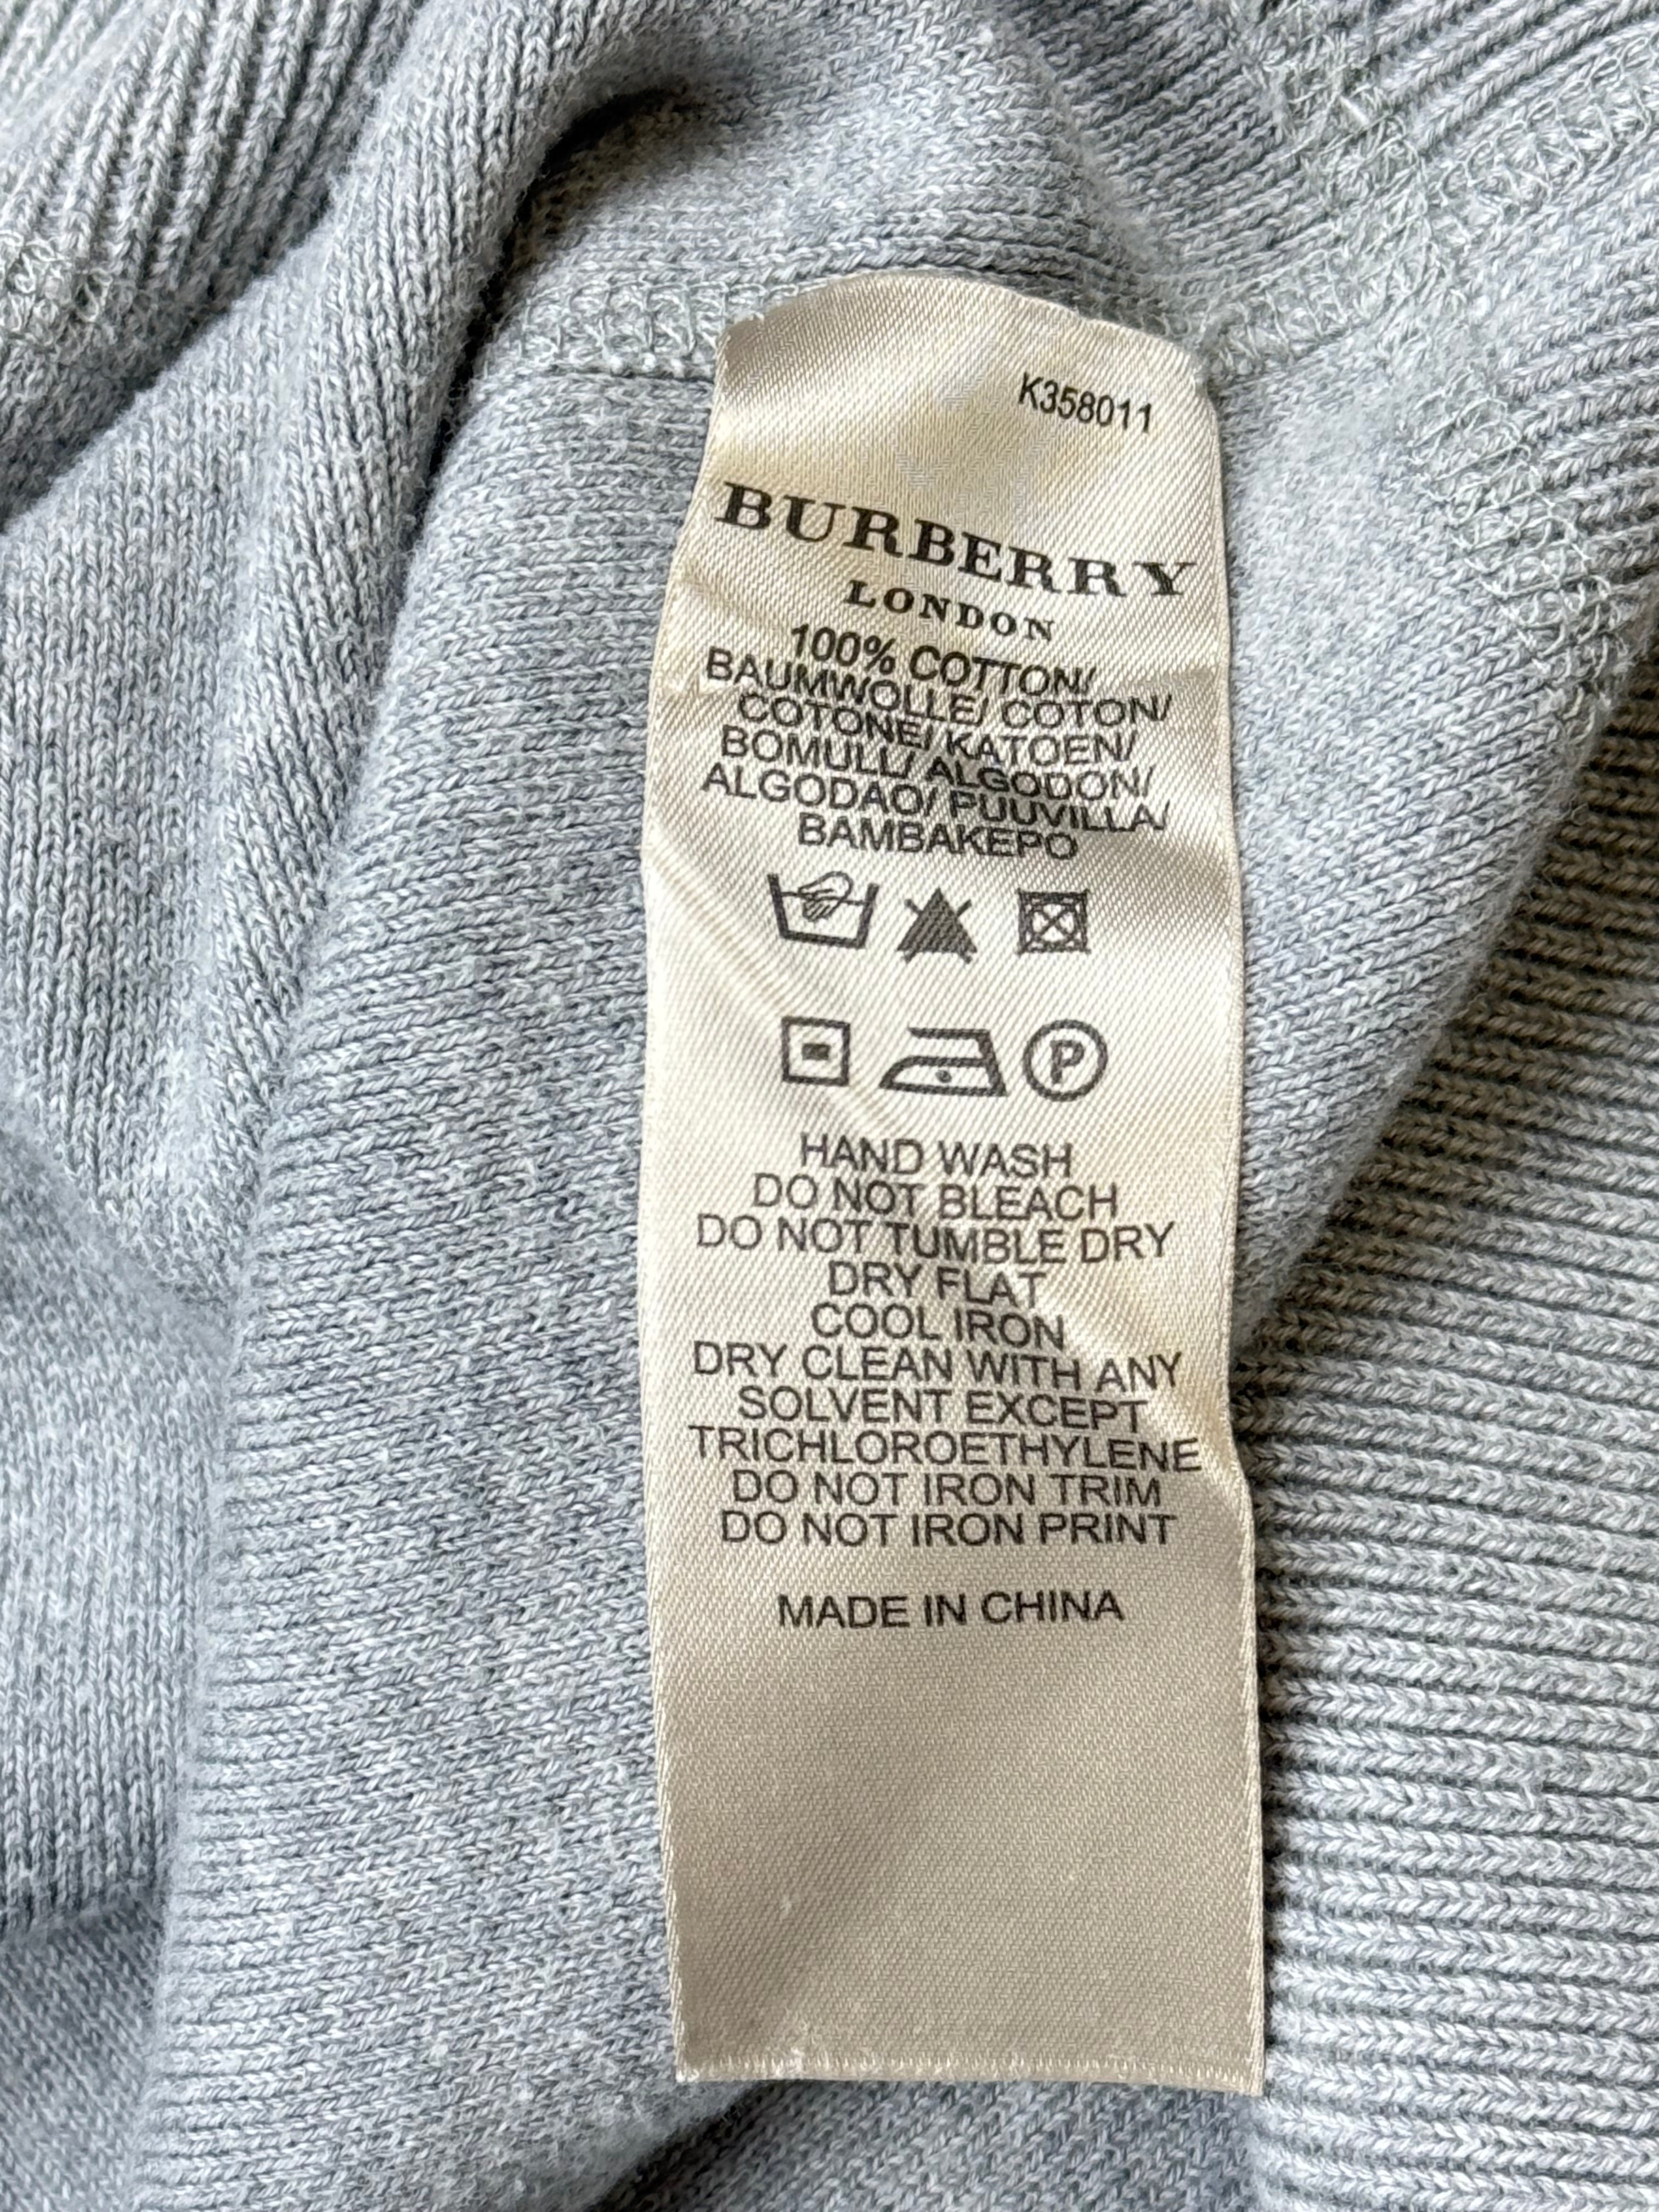 K358011
BURBERRY
LONDON
100% COTTON/
BAUMWOLLE/ COTON/
COTONE/ KATOEN/
BOMULL/ ALGODON/
ALGODAO/ PUUVILLA/
BAMBAKEPO
P
HAND WASH
DO NOT BLEACH
DO NOT TUMBLE DRY
DRY FLAT
COOL IRON
DRY CLEAN WITH ANY
SOLVENT EXCEPT
TRICHLOROETHYLENE
DO NOT IRON TRIM
DO NOT IRON PRINT
MADE IN CHINA